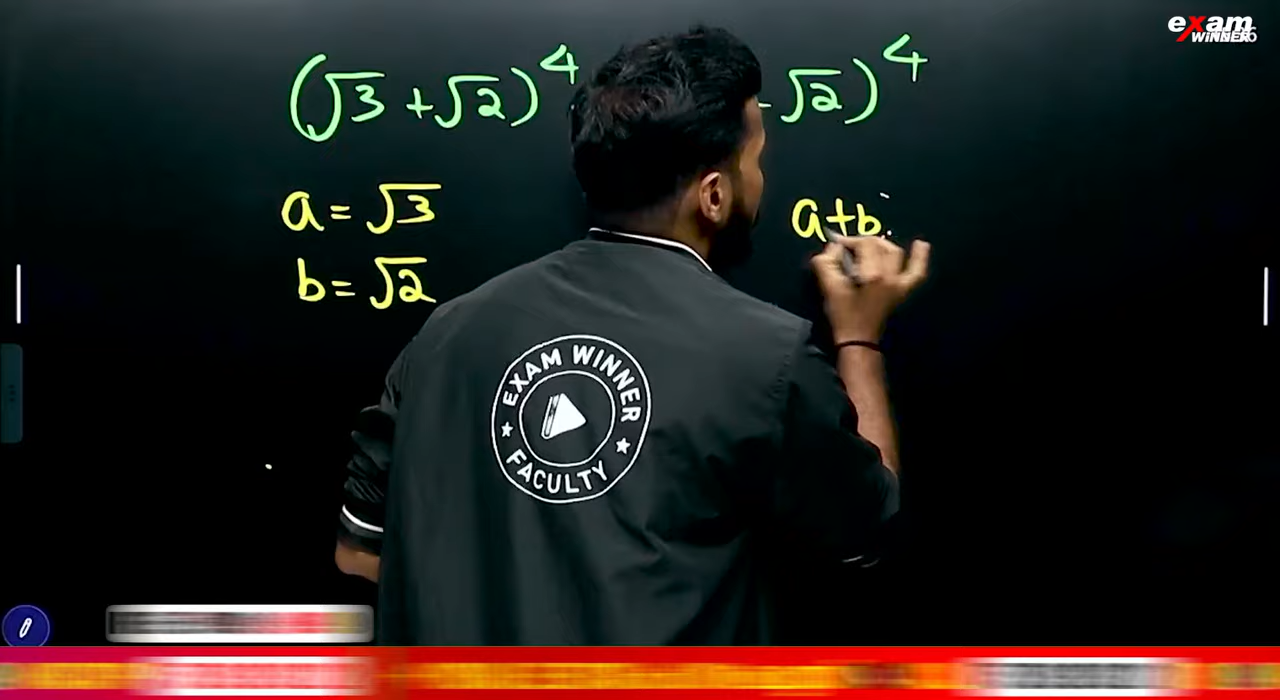 exam
WINNER
(√3 + √2)⁴ - √2)⁴
a = √3
a+b
b = √2
EXAM WINNER
FACULTY